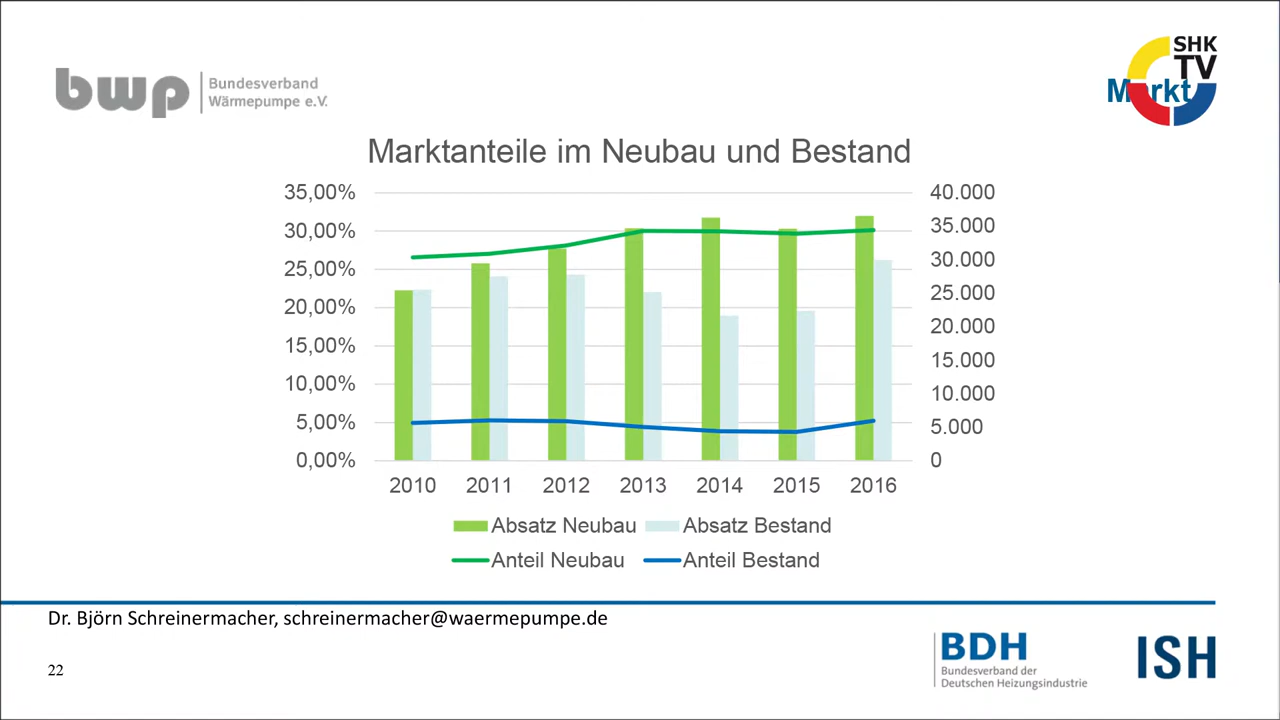 bwp
Bundesverband
Wärmepumpe e.V.
SHK
TV
Markt
Marktanteile im Neubau und Bestand
35,00% 40.000
30,00% 35.000
25,00% 30.000
20,00% 25.000
15,00% 20.000
10,00% 15.000
5,00% 10.000
0,00% 5.000
0
2010 2011 2012 2013 2014 2015 2016
Absatz Neubau Absatz Bestand
Anteil Neubau Anteil Bestand
Dr. Björn Schreinermacher, schreinermacher@waermepumpe.de
22
BDH
Bundesverband der
Deutschen Heizungsindustrie
ISH